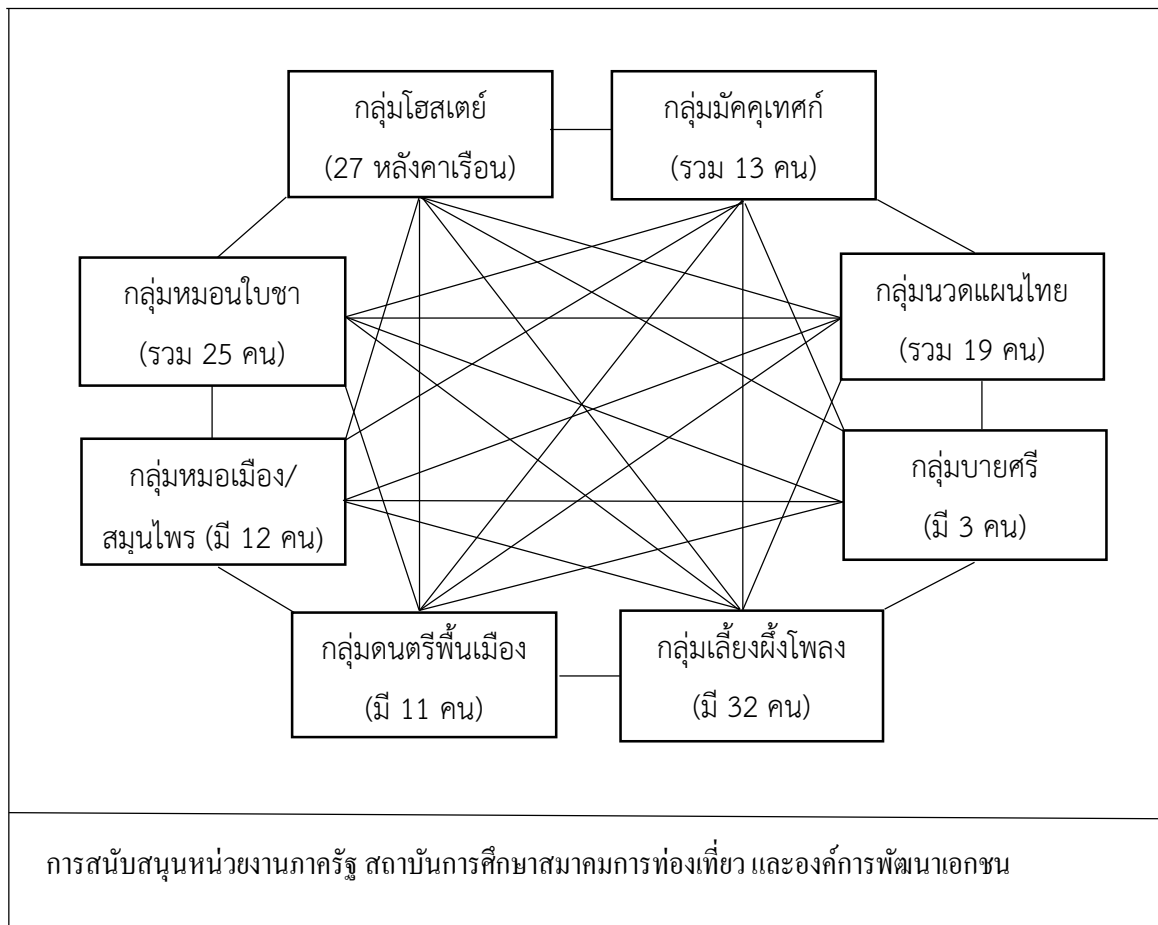 กลุ่มโฮสเตย์
(27 หลังคาเรือน)
กลุ่มมัคคุเทศก์
(รวม 13 คน)
กลุ่มหมอนใบชา
(รวม 25 คน)
กลุ่มนวดแผนไทย
(รวม 19 คน)
กลุ่มหมอเมือง/
สมุนไพร (มี 12 คน)
กลุ่มบายศรี
(มี 3 คน)
กลุ่มดนตรีพื้นเมือง
(มี 11 คน)
กลุ่มเลี้ยงผึ้งโพลง
(มี 32 คน)
การสนับสนุนหน่วยงานภาครัฐ สถาบันการศึกษาสมาคมการท่องเที่ยว และองค์การพัฒนาเอกชน